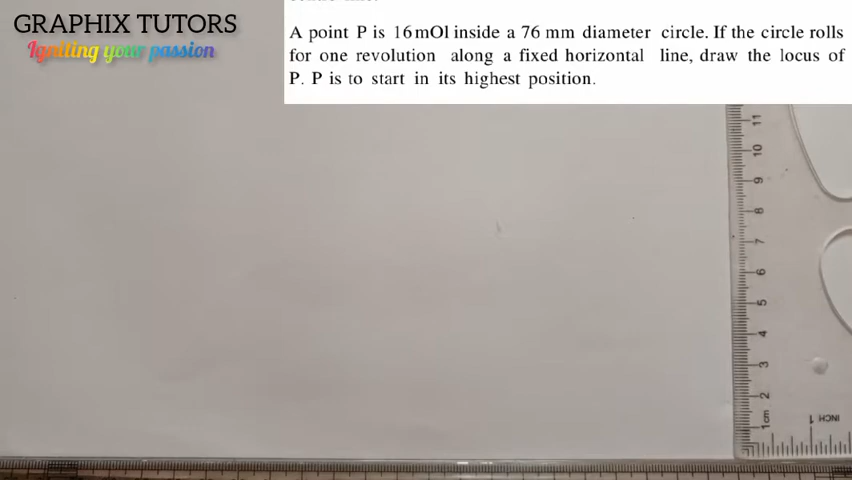 GRAPHIX TUTORS
Igniting your passion
A point P is 16mOl inside a 76 mm diameter circle. If the circle rolls
for one revolution along a fixed horizontal line, draw the locus of
P. P is to start in its highest position.
11
10
9
8
7
6
5
4
3
2
1cm
1 INCH